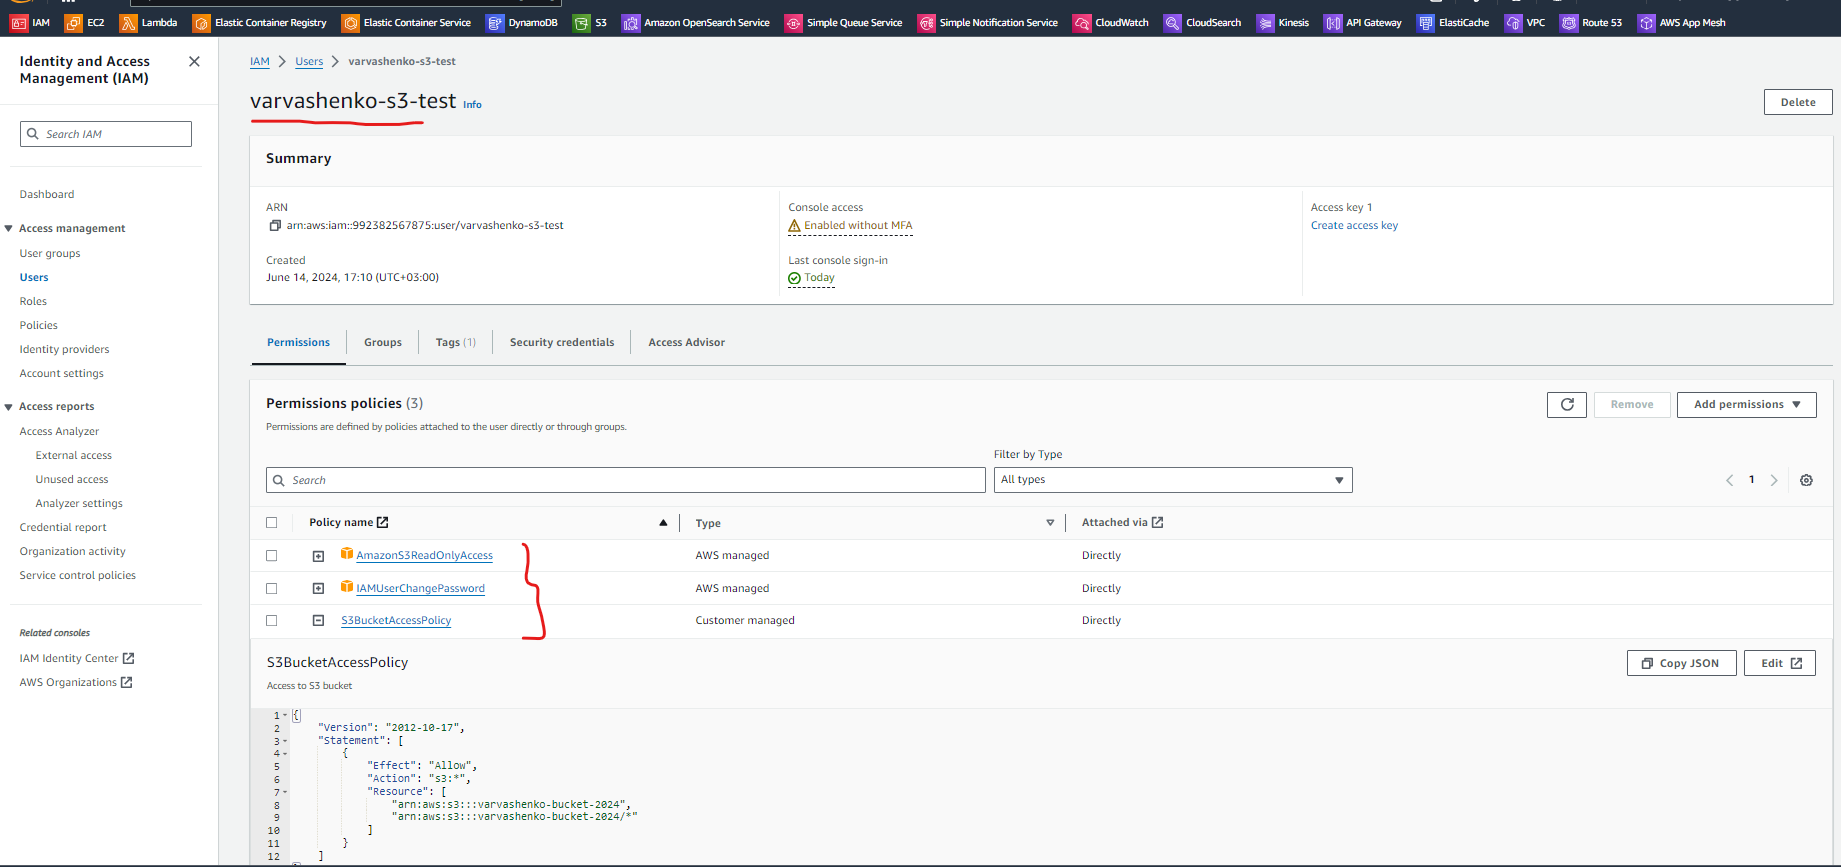 IAM EC2 Lambda Elastic Container Registry Elastic Container Service DynamoDB S3 Amazon OpenSearch Service Simple Queue Service Simple Notification Service CloudWatch CloudSearch Kinesis API Gateway ElastiCache VPC Route 53 AWS App Mesh
Identity and Access
Management (IAM)
Search IAM
Dashboard
Access management
User groups
Users
Roles
Policies
Identity providers
Account settings
Access reports
Access Analyzer
External access
Unused access
Analyzer settings
Credential report
Organization activity
Service control policies
Related consoles
IAM Identity Center
AWS Organizations
IAM > Users > varvashenko-s3-test
varvashenko-s3-test Info
Delete
Summary
ARN
arn:aws:iam::992382567875:user/varvashenko-s3-test
Created
June 14, 2024, 17:10 (UTC+03:00)
Console access
Enabled without MFA
Last console sign-in
Today
Access key 1
Create access key
Permissions Groups Tags (1) Security credentials Access Advisor
Permissions policies (3)
Permissions are defined by policies attached to the user directly or through groups.
Remove
Add permissions
Filter by Type
Search
All types
1
Policy name Type Attached via
AmazonS3ReadOnlyAccess AWS managed Directly
IAMUserChangePassword AWS managed Directly
S3BucketAccessPolicy Customer managed Directly
S3BucketAccessPolicy
Access to S3 bucket
Copy JSON
Edit
1 {
2 "Version": "2012-10-17",
3 "Statement": [
4 {
5 "Effect": "Allow",
6 "Action": "s3:*",
7 "Resource": [
8 "arn:aws:s3:::varvashenko-bucket-2024",
9 "arn:aws:s3:::varvashenko-bucket-2024/*"
10 ]
11 }
12 ]